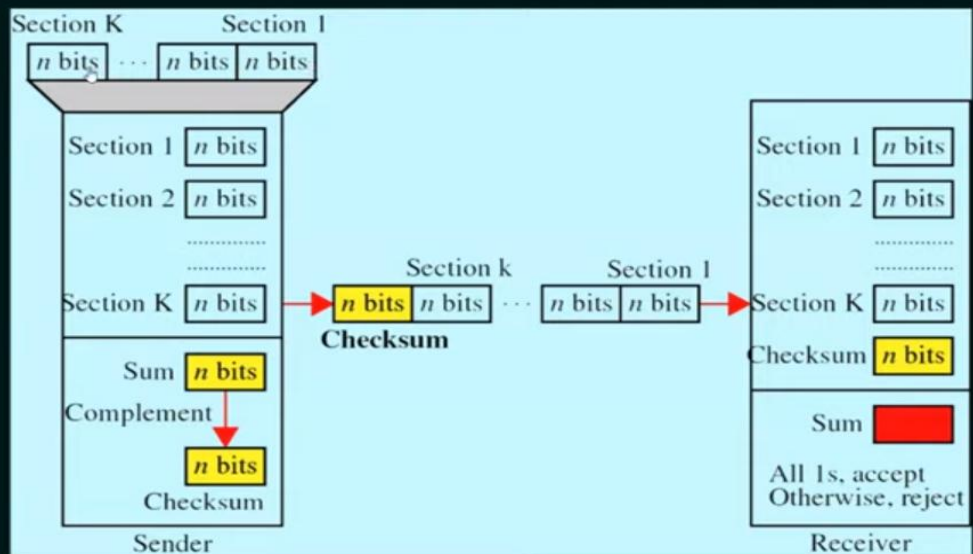 Section K Section 1
n bits ... n bits n bits
Section 1 n bits
Section 2 n bits
Section K n bits
Sum n bits
Complement
n bits
Checksum
Sender
Section k Section 1
n bits n bits ... n bits n bits
Checksum
Section 1 n bits
Section 2 n bits
Section K n bits
Checksum n bits
Sum
All 1s, accept
Otherwise, reject
Receiver